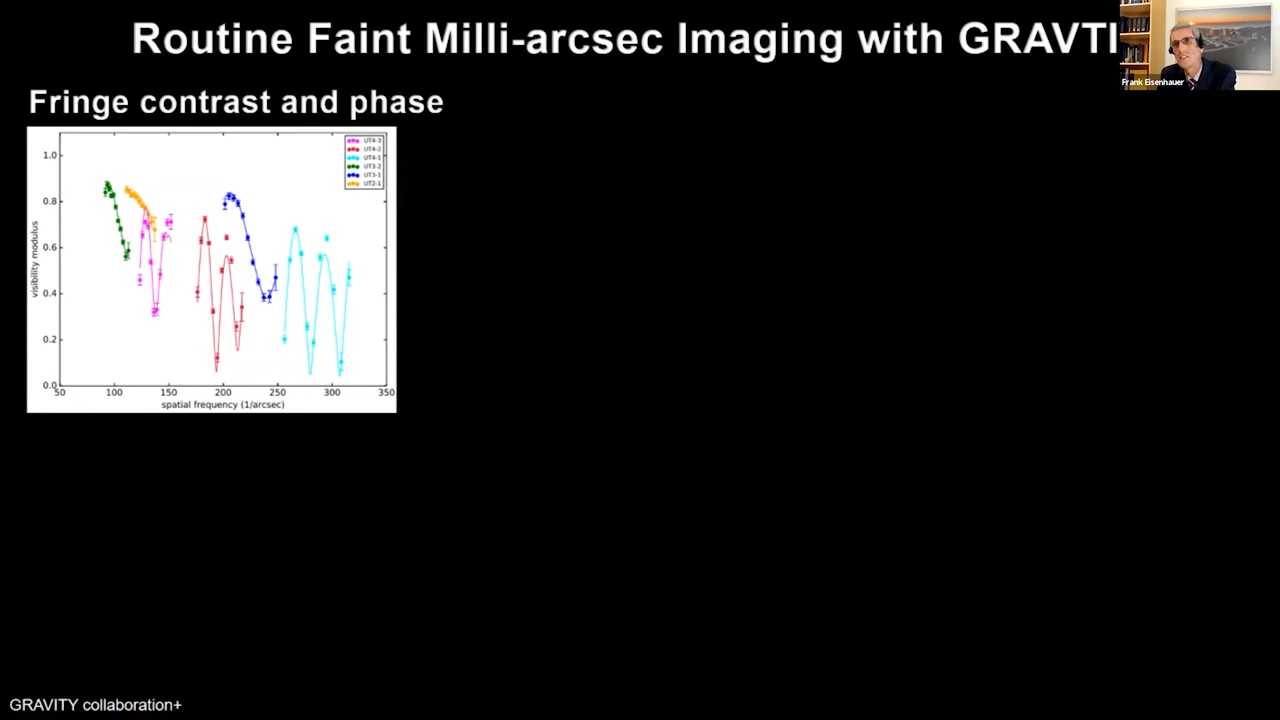 Routine Faint Milli-arcsec Imaging with GRAVTI
Frank Eisenhauer
Fringe contrast and phase
UT4-3
UT4-2
UT4-1
UT3-2
UT3-1
UT2-1
1.0
0.8
0.6
0.4
0.2
0.0
visibility modulus
50 100 150 200 250 300 350
spatial frequency (1/arcsec)
GRAVITY collaboration+